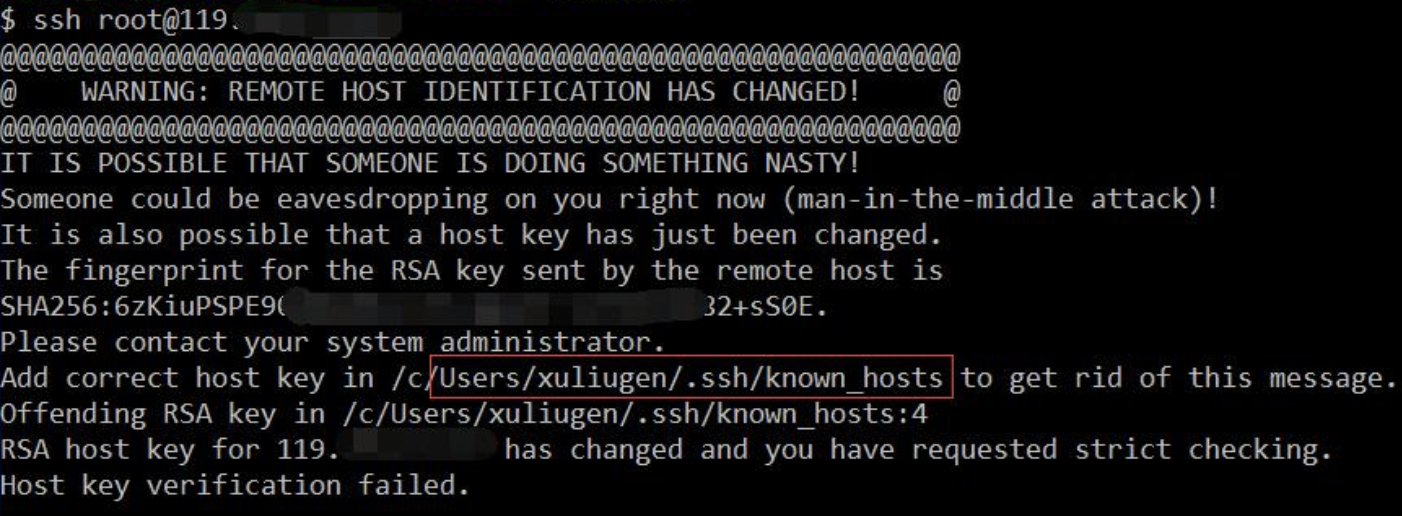 $ ssh root@119.
@@@@@@@@@@@@@@@@@@@@@@@@@@@@@@@@@@@@@@@@@@@@@@@@@@@@@@@@@@@
@    WARNING: REMOTE HOST IDENTIFICATION HAS CHANGED!     @
@@@@@@@@@@@@@@@@@@@@@@@@@@@@@@@@@@@@@@@@@@@@@@@@@@@@@@@@@@@
IT IS POSSIBLE THAT SOMEONE IS DOING SOMETHING NASTY!
Someone could be eavesdropping on you right now (man-in-the-middle attack)!
It is also possible that a host key has just been changed.
The fingerprint for the RSA key sent by the remote host is
SHA256:6zKiuPSPE9 32+sS0E.
Please contact your system administrator.
Add correct host key in /c/Users/xuliugen/.ssh/known_hosts to get rid of this message.
Offending RSA key in /c/Users/xuliugen/.ssh/known_hosts:4
RSA host key for 119. has changed and you have requested strict checking.
Host key verification failed.